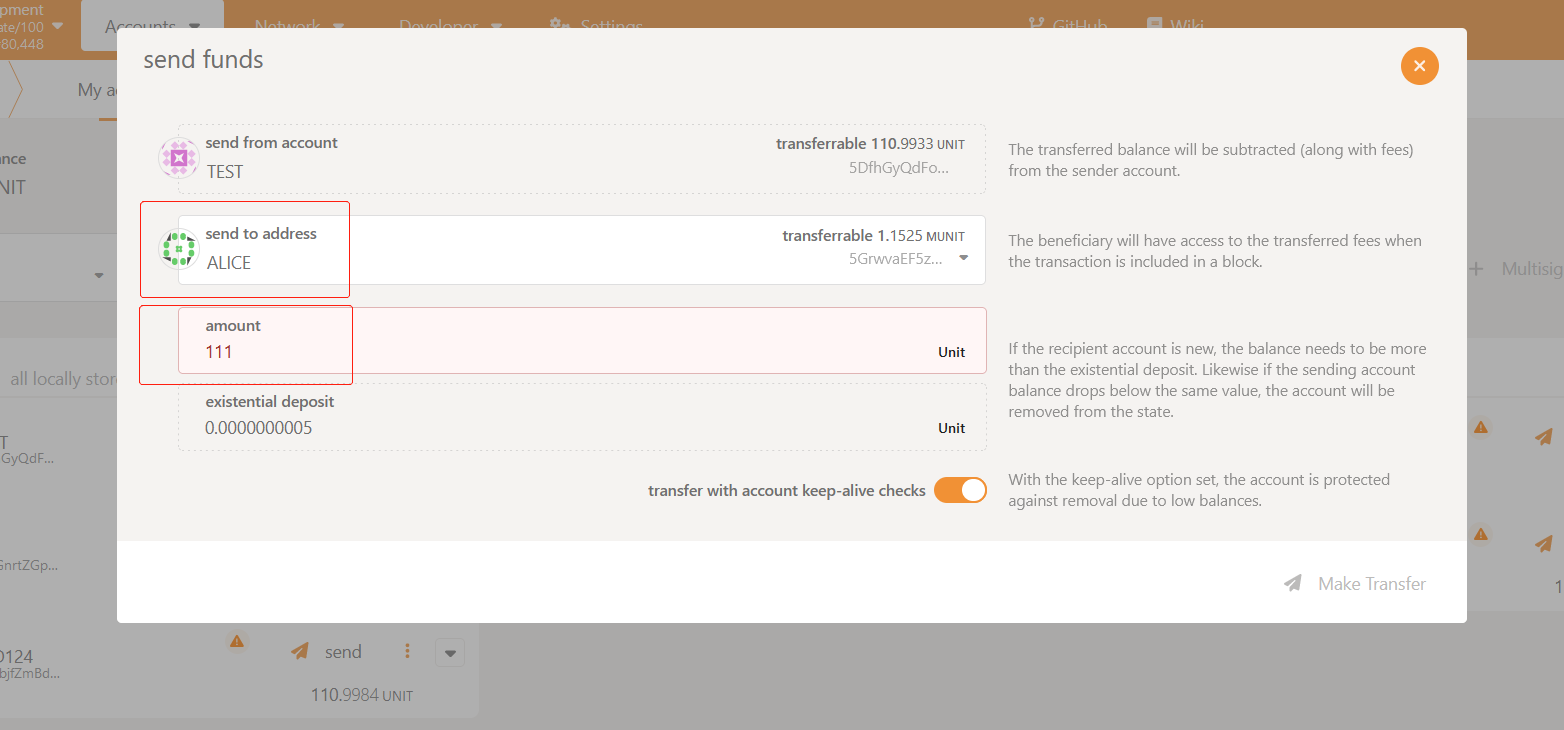 pment
ate/100
80,448
Accounts
Network
Developer
Settings
GitHub
Wiki
send funds
My a
send from account
TEST
transferrable 110.9933 UNIT
5DfhGyQdFo...
The transferred balance will be subtracted (along with fees)
from the sender account.
ance
NIT
send to address
ALICE
transferrable 1.1525 MUNIT
5GrwvaEF5z...
The beneficiary will have access to the transferred fees when
the transaction is included in a block.
Multisig
amount
111
Unit
If the recipient account is new, the balance needs to be more
than the existential deposit. Likewise if the sending account
balance drops below the same value, the account will be
removed from the state.
all locally stor
existential deposit
0.0000000005
Unit
T
GyQdF...
transfer with account keep-alive checks
With the keep-alive option set, the account is protected
against removal due to low balances.
GnrtZGp...
Make Transfer
1
D124
bjfZmBd...
send
110.9984 UNIT